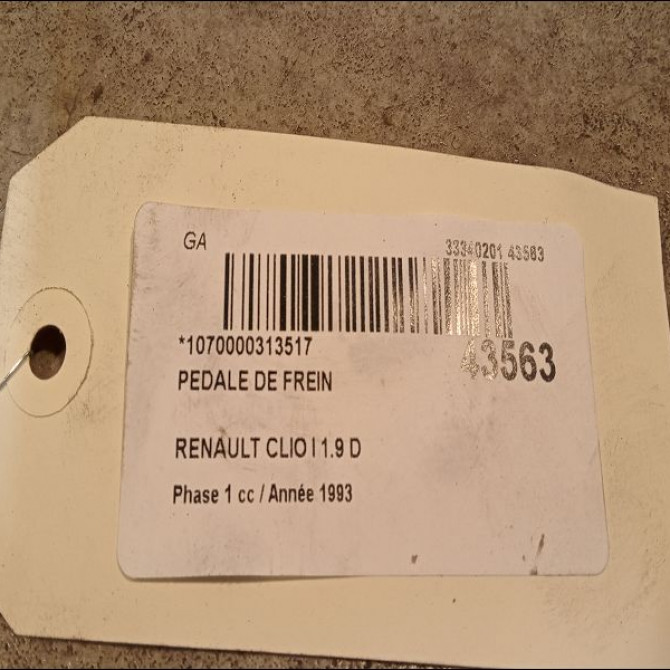 GA
33340201 43563
*1070000313517
43563
PEDALE DE FREIN
RENAULT CLIO I 1.9 D
Phase 1 cc / Année 1993